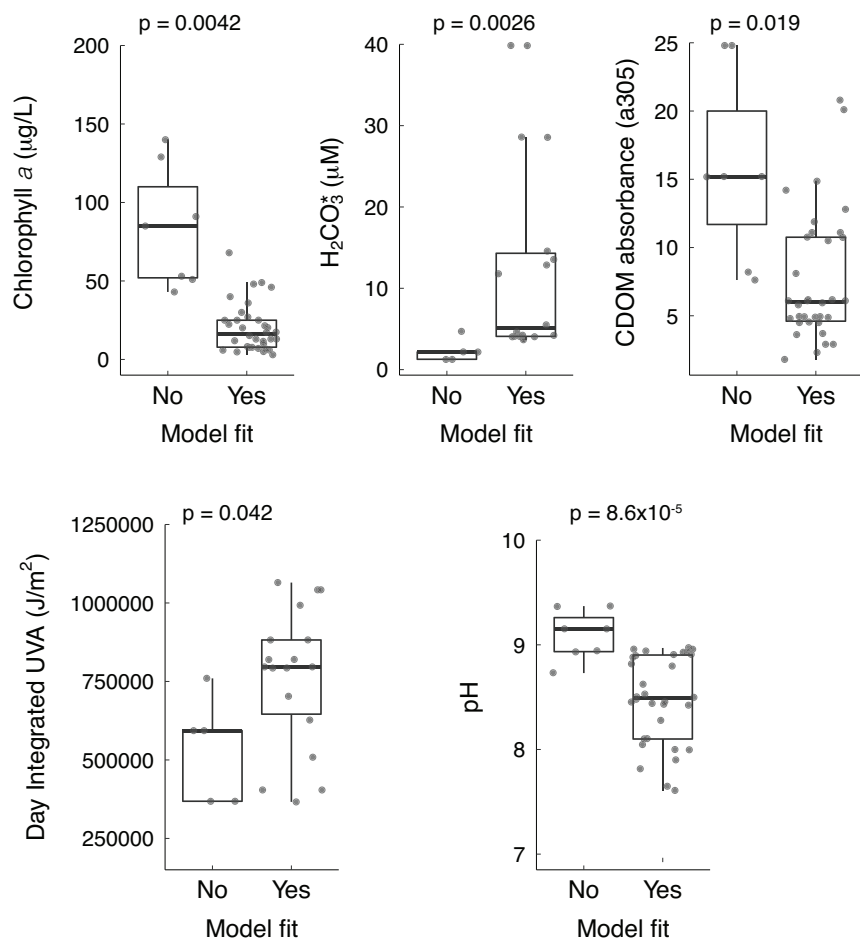 p = 0.0042
Chlorophyll a (μg/L)
200
150
100
50
0
No Yes
Model fit
p = 0.0026
H₂CO₃* (μM)
40
30
20
10
0
No Yes
Model fit
p = 0.019
CDOM absorbance (a305)
25
20
15
10
5
No Yes
Model fit
p = 0.042
Day Integrated UVA (J/m²)
1250000
1000000
750000
500000
250000
No Yes
Model fit
p = 8.6x10⁻⁵
pH
10
9
8
7
No Yes
Model fit